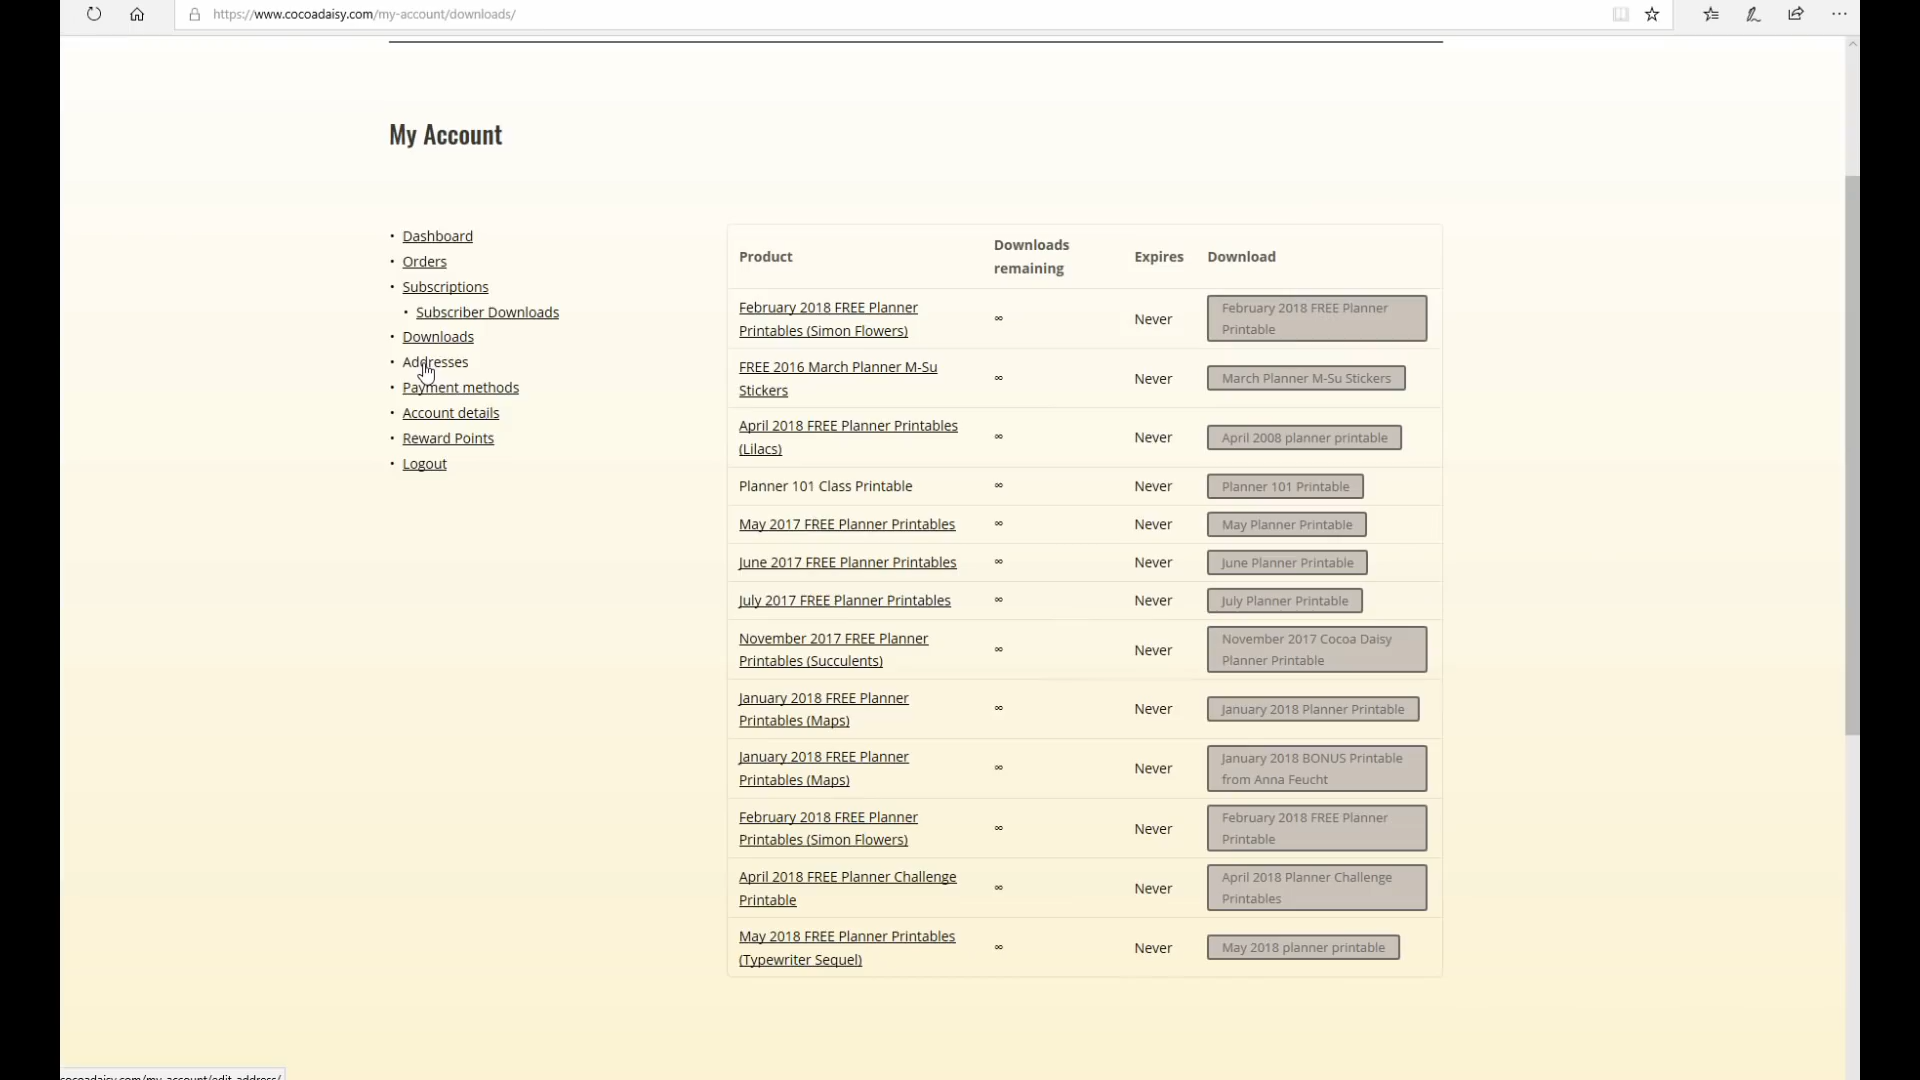 https://www.cocoadaisy.com/my-account/downloads/
My Account
• Dashboard
• Orders
• Subscriptions
• Subscriber Downloads
• Downloads
• Addresses
• Payment methods
• Account details
• Reward Points
• Logout
Product
Downloads
remaining
Expires
Download
February 2018 FREE Planner
Printables (Simon Flowers)
∞
Never
February 2018 FREE Planner
Printable
FREE 2016 March Planner M-Su
Stickers
∞
Never
March Planner M-Su Stickers
April 2018 FREE Planner Printables
(Lilacs)
∞
Never
April 2008 planner printable
Planner 101 Class Printable
∞
Never
Planner 101 Printable
May 2017 FREE Planner Printables
∞
Never
May Planner Printable
June 2017 FREE Planner Printables
∞
Never
June Planner Printable
July 2017 FREE Planner Printables
∞
Never
July Planner Printable
November 2017 FREE Planner
Printables (Succulents)
∞
Never
November 2017 Cocoa Daisy
Planner Printable
January 2018 FREE Planner
Printables (Maps)
∞
Never
January 2018 Planner Printable
January 2018 FREE Planner
Printables (Maps)
∞
Never
January 2018 BONUS Printable
from Anna Feucht
February 2018 FREE Planner
Printables (Simon Flowers)
∞
Never
February 2018 FREE Planner
Printable
April 2018 FREE Planner Challenge
Printable
∞
Never
April 2018 Planner Challenge
Printables
May 2018 FREE Planner Printables
(Typewriter Sequel)
∞
Never
May 2018 planner printable
cocoadaisy.com/my-account/edit-address/